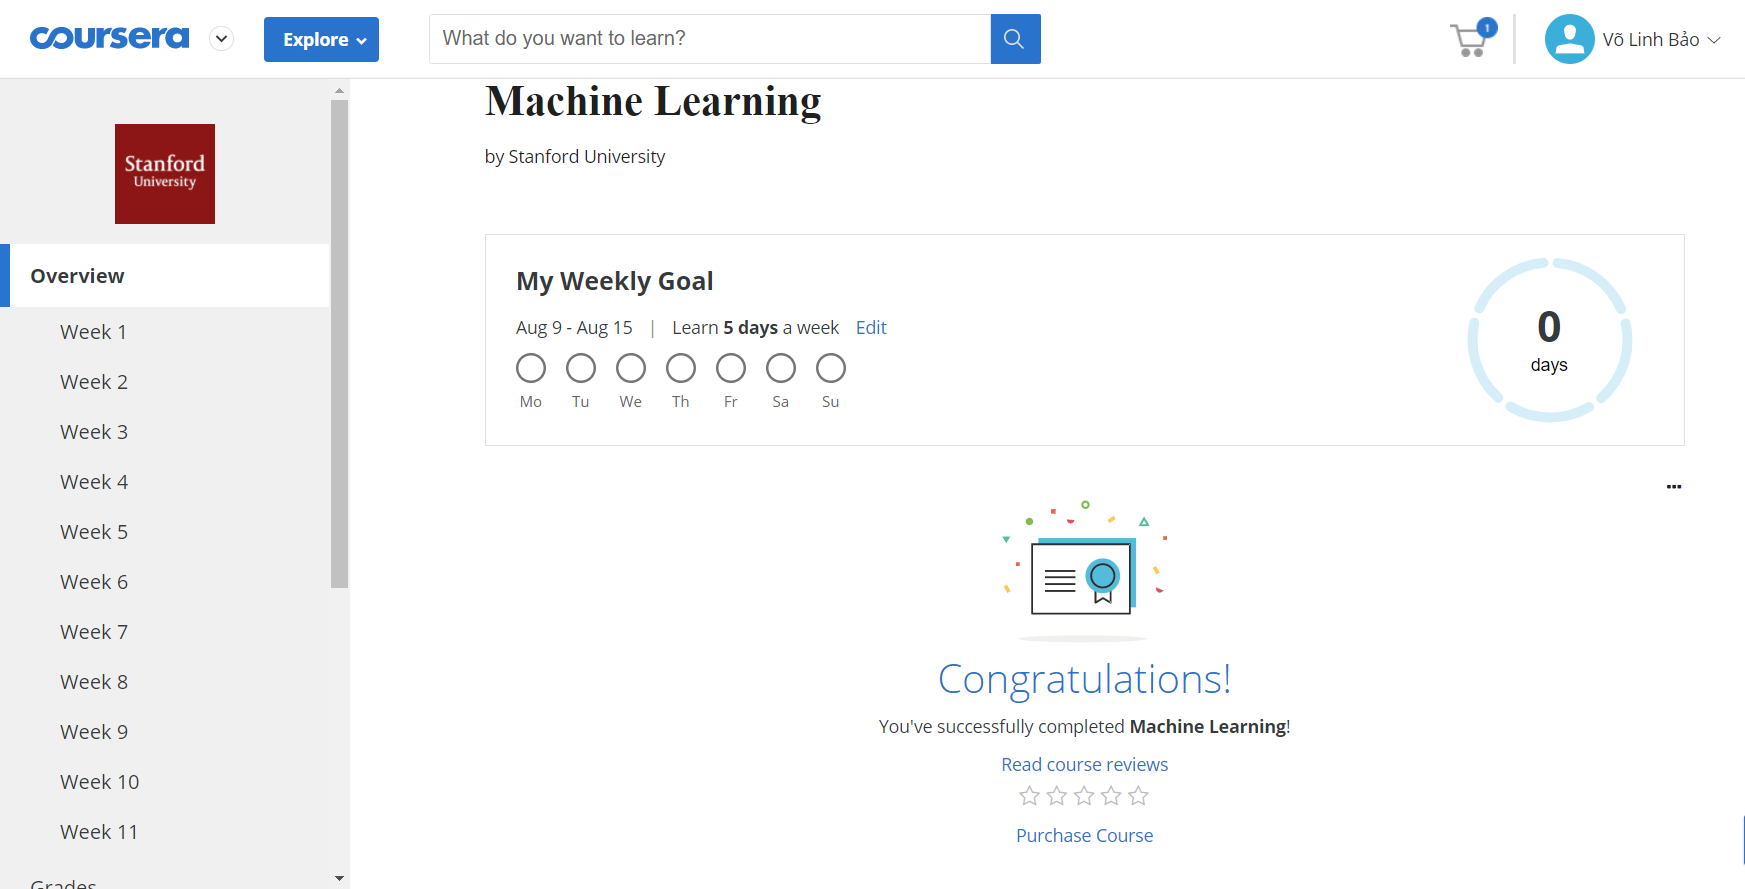 coursera
Explore
What do you want to learn?
1
Võ Linh Bảo
Stanford
University
Overview
Week 1
Week 2
Week 3
Week 4
Week 5
Week 6
Week 7
Week 8
Week 9
Week 10
Week 11
Grades
Machine Learning
by Stanford University
My Weekly Goal
Aug 9 - Aug 15 | Learn 5 days a week Edit
Mo Tu We Th Fr Sa Su
0
days
Congratulations!
You've successfully completed Machine Learning!
Read course reviews
Purchase Course